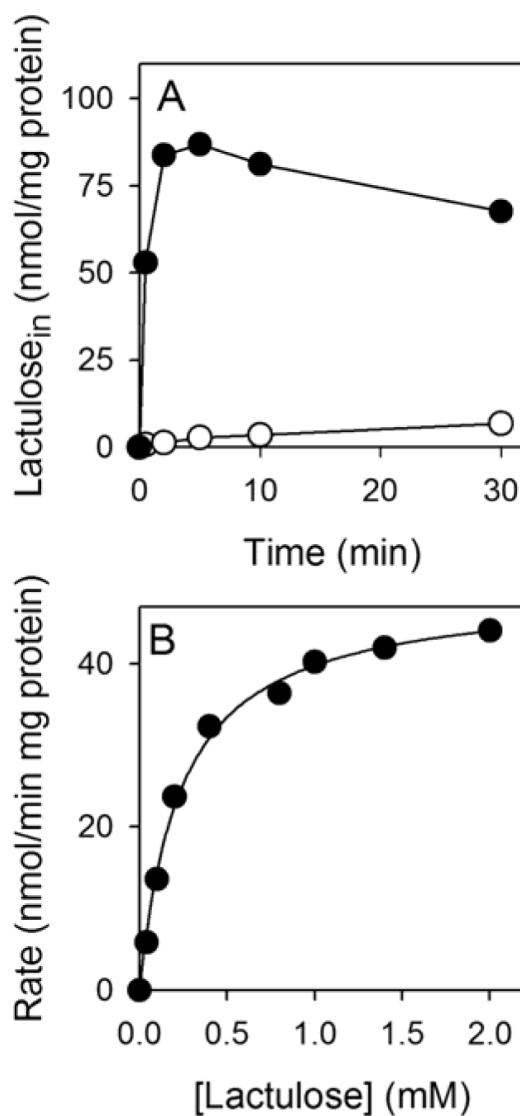 A
Lactulose_in (nmol/mg protein)
100
75
50
25
0
0 10 20 30
Time (min)
B
Rate (nmol/min mg protein)
40
20
0
0.0 0.5 1.0 1.5 2.0
[Lactulose] (mM)